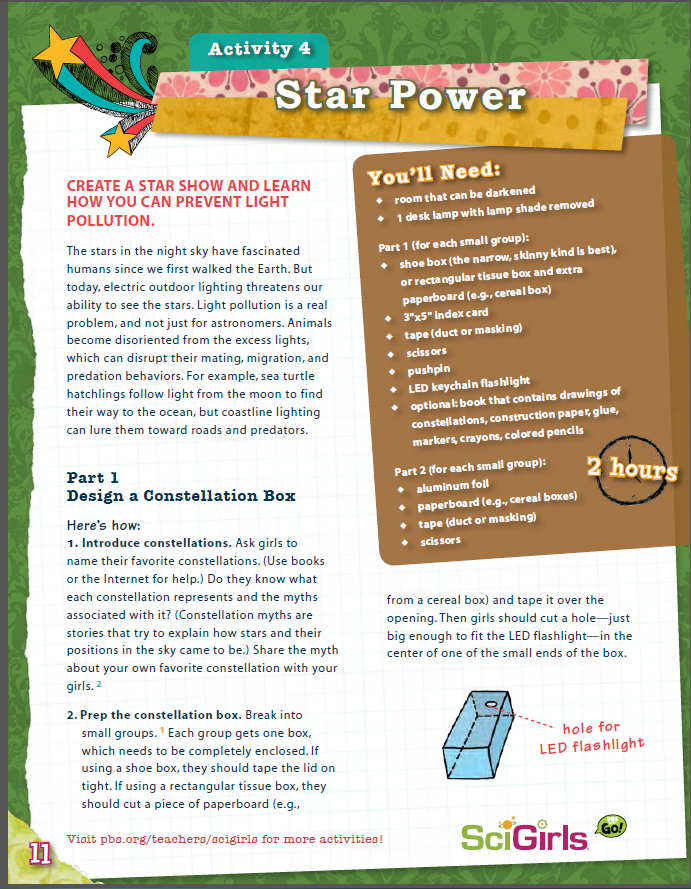 Activity 4
Star Power
CREATE A STAR SHOW AND LEARN
HOW YOU CAN PREVENT LIGHT
POLLUTION.
The stars in the night sky have fascinated
humans since we first walked the Earth. But
today, electric outdoor lighting threatens our
ability to see the stars. Light pollution is a real
problem, and not just for astronomers. Animals
become disoriented from the excess lights,
which can disrupt their mating, migration, and
predation behaviors. For example, sea turtle
hatchlings follow light from the moon to find
their way to the ocean, but coastline lighting
can lure them toward roads and predators.
Part 1
Design a Constellation Box
Here's how:
1. Introduce constellations. Ask girls to
name their favorite constellations. (Use books
or the Internet for help.) Do they know what
each constellation represents and the myths
associated with it? (Constellation myths are
stories that try to explain how stars and their
positions in the sky came to be.) Share the myth
about your own favorite constellation with your
girls. 2
2. Prep the constellation box. Break into
small groups. 1 Each group gets one box,
which needs to be completely enclosed. If
using a shoe box, they should tape the lid on
tight. If using a rectangular tissue box, they
should cut a piece of paperboard (e.g.,
You'll Need:
◆ room that can be darkened
◆ 1 desk lamp with lamp shade removed
Part 1 (for each small group):
◆ shoe box (the narrow, skinny kind is best),
or rectangular tissue box and extra
paperboard (e.g., cereal box)
◆ 3"x5" index card
◆ tape (duct or masking)
◆ scissors
◆ pushpin
◆ LED keychain flashlight
◆ optional: book that contains drawings of
constellations, construction paper, glue,
markers, crayons, colored pencils
Part 2 (for each small group):
◆ aluminum foil
◆ paperboard (e.g., cereal boxes)
◆ tape (duct or masking)
◆ scissors
2 hours
from a cereal box) and tape it over the
opening. Then girls should cut a hole—just
big enough to fit the LED flashlight—in the
center of one of the small ends of the box.
hole for
LED flashlight
Visit pbs.org/teachers/scigirls for more activities!
SciGirls
PBS
Go!
11